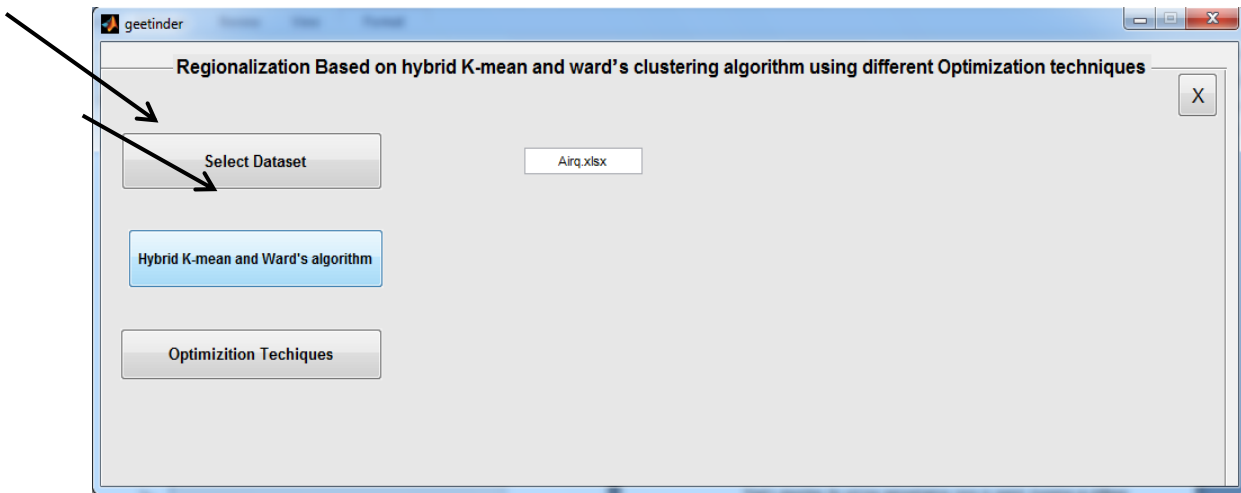 geetinder
Regionalization Based on hybrid K-mean and ward's clustering algorithm using different Optimization techniques
X
Select Dataset
Airq.xlsx
Hybrid K-mean and Ward's algorithm
Optimizition Techiques